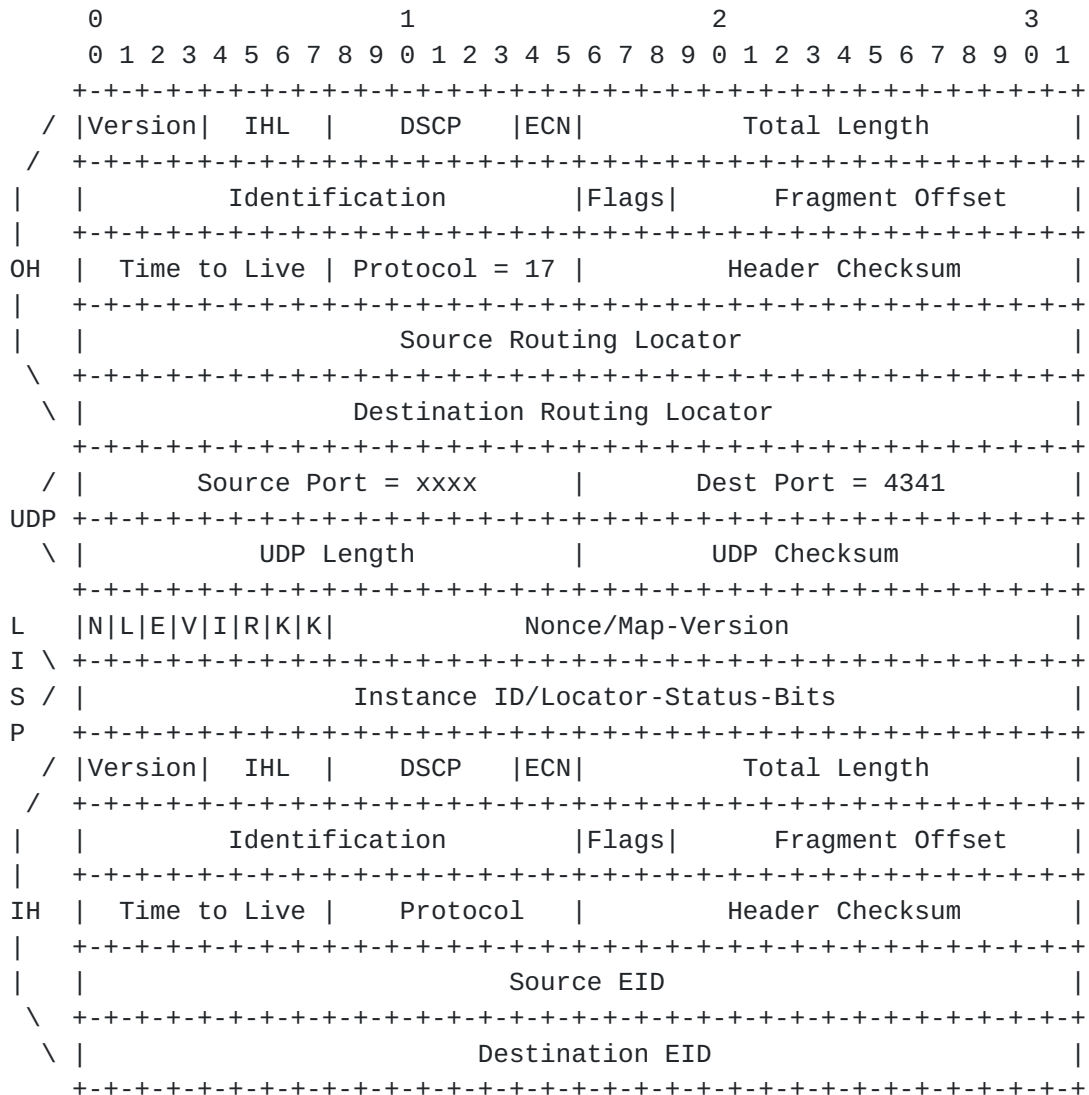 0                   1                   2                   3
       0 1 2 3 4 5 6 7 8 9 0 1 2 3 4 5 6 7 8 9 0 1 2 3 4 5 6 7 8 9 0 1
      +-+-+-+-+-+-+-+-+-+-+-+-+-+-+-+-+-+-+-+-+-+-+-+-+-+-+-+-+-+-+-+-+
    / |Version|  IHL  |    DSCP   |ECN|          Total Length         |
   /  +-+-+-+-+-+-+-+-+-+-+-+-+-+-+-+-+-+-+-+-+-+-+-+-+-+-+-+-+-+-+-+-+
  |   |         Identification        |Flags|      Fragment Offset    |
  |   +-+-+-+-+-+-+-+-+-+-+-+-+-+-+-+-+-+-+-+-+-+-+-+-+-+-+-+-+-+-+-+-+
  OH  |  Time to Live | Protocol = 17 |         Header Checksum       |
  |   +-+-+-+-+-+-+-+-+-+-+-+-+-+-+-+-+-+-+-+-+-+-+-+-+-+-+-+-+-+-+-+-+
  |   |                    Source Routing Locator                     |
   \  +-+-+-+-+-+-+-+-+-+-+-+-+-+-+-+-+-+-+-+-+-+-+-+-+-+-+-+-+-+-+-+-+
    \ |                 Destination Routing Locator                   |
      +-+-+-+-+-+-+-+-+-+-+-+-+-+-+-+-+-+-+-+-+-+-+-+-+-+-+-+-+-+-+-+-+
    / |       Source Port = xxxx      |       Dest Port = 4341        |
  UDP +-+-+-+-+-+-+-+-+-+-+-+-+-+-+-+-+-+-+-+-+-+-+-+-+-+-+-+-+-+-+-+-+
    \ |           UDP Length          |        UDP Checksum           |
      +-+-+-+-+-+-+-+-+-+-+-+-+-+-+-+-+-+-+-+-+-+-+-+-+-+-+-+-+-+-+-+-+
  L   |N|L|E|V|I|R|K|K|            Nonce/Map-Version                  |
  I \ +-+-+-+-+-+-+-+-+-+-+-+-+-+-+-+-+-+-+-+-+-+-+-+-+-+-+-+-+-+-+-+-+
  S / |                 Instance ID/Locator-Status-Bits               |
  P   +-+-+-+-+-+-+-+-+-+-+-+-+-+-+-+-+-+-+-+-+-+-+-+-+-+-+-+-+-+-+-+-+
    / |Version|  IHL  |    DSCP   |ECN|          Total Length         |
   /  +-+-+-+-+-+-+-+-+-+-+-+-+-+-+-+-+-+-+-+-+-+-+-+-+-+-+-+-+-+-+-+-+
  |   |         Identification        |Flags|      Fragment Offset    |
  |   +-+-+-+-+-+-+-+-+-+-+-+-+-+-+-+-+-+-+-+-+-+-+-+-+-+-+-+-+-+-+-+-+
  IH  |  Time to Live |    Protocol   |         Header Checksum       |
  |   +-+-+-+-+-+-+-+-+-+-+-+-+-+-+-+-+-+-+-+-+-+-+-+-+-+-+-+-+-+-+-+-+
  |   |                           Source EID                          |
   \  +-+-+-+-+-+-+-+-+-+-+-+-+-+-+-+-+-+-+-+-+-+-+-+-+-+-+-+-+-+-+-+-+
    \ |                         Destination EID                       |
      +-+-+-+-+-+-+-+-+-+-+-+-+-+-+-+-+-+-+-+-+-+-+-+-+-+-+-+-+-+-+-+-+